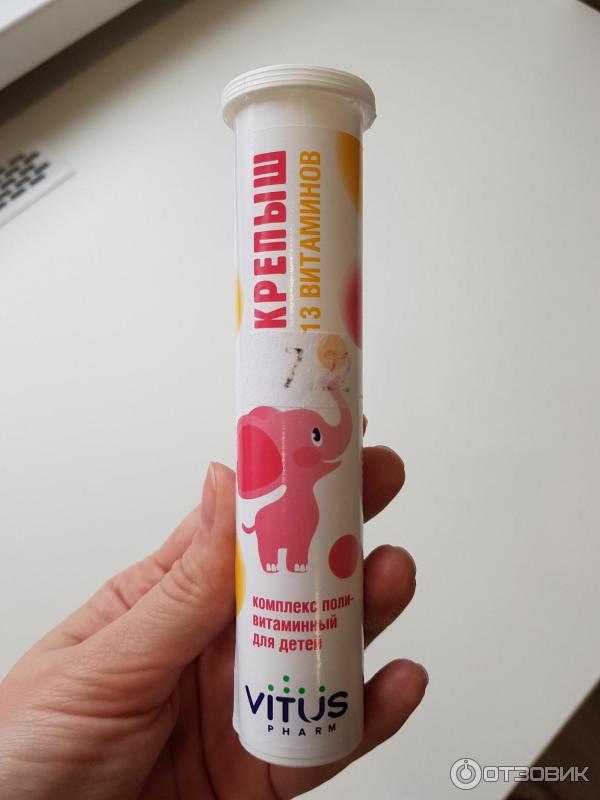 КРЕПЫШ
13 ВИТАМИНОВ
комплекс поли-
витаминный
для детей
VITUS
PHARM
ОТЗОВИК